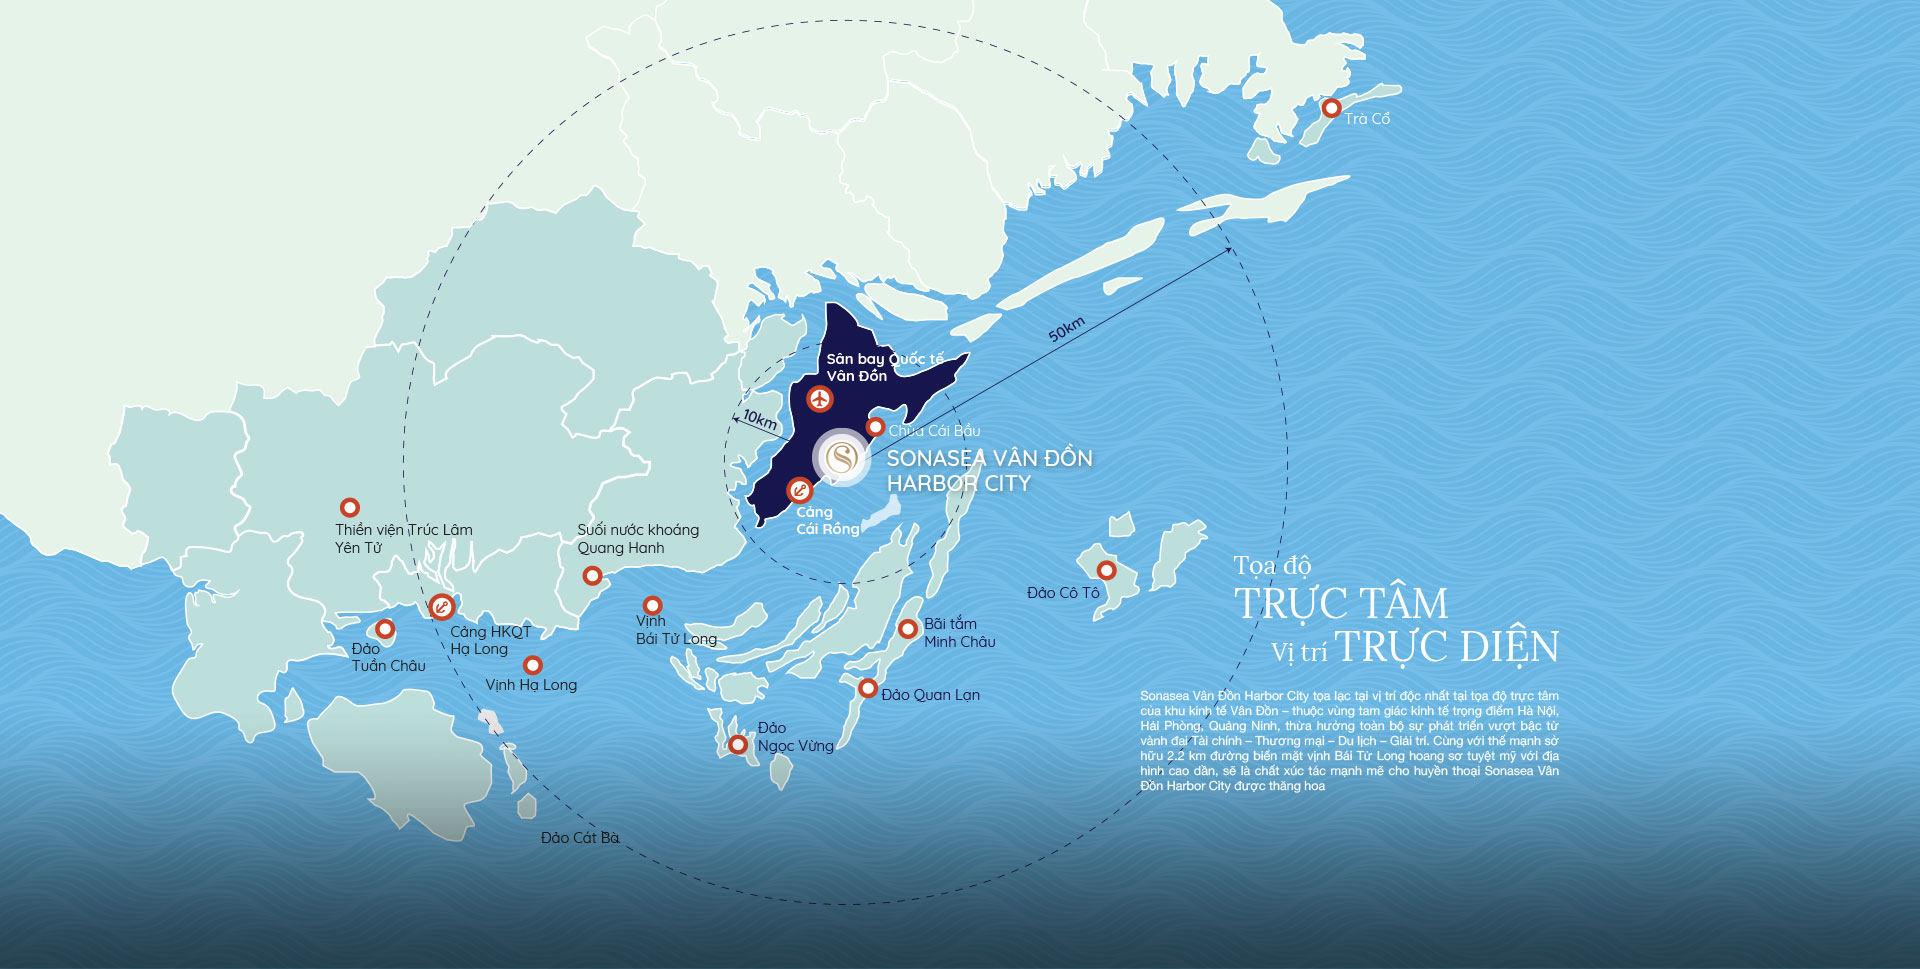 Trà Cổ
50km
Sân bay Quốc tế
Vân Đồn
10km
Chùa Cái Bầu
SONASEA VÂN ĐỒN
HARBOR CITY
Cảng
Cái Rồng
Thiền viện Trúc Lâm
Yên Tử
Suối nước khoáng
Quang Hanh
Đảo Cô Tô
Vịnh
Bái Tử Long
Bãi tắm
Minh Châu
Cảng HKQT
Hạ Long
Đảo
Tuần Châu
Vịnh Hạ Long
Đảo Quan Lạn
Đảo
Ngọc Vừng
Đảo Cát Bà
Tọa độ
TRỰC TÂM
Vị trí TRỰC DIỆN
Sonasea Vân Đồn Harbor City tọa lạc tại vị trí độc nhất tại tọa độ trực tâm
của khu kinh tế Vân Đồn – thuộc vùng tam giác kinh tế trọng điểm Hà Nội,
Hải Phòng, Quảng Ninh, thừa hưởng toàn bộ sự phát triển vượt bậc từ
vành đai Tài chính – Thương mại – Du lịch – Giải trí. Cùng với thế mạnh sở
hữu 2.2 km đường biển mặt vịnh Bái Tử Long hoang sơ tuyệt mỹ với địa
hình cao dần, sẽ là chất xúc tác mạnh mẽ cho huyền thoại Sonasea Vân
Đồn Harbor City được thăng hoa